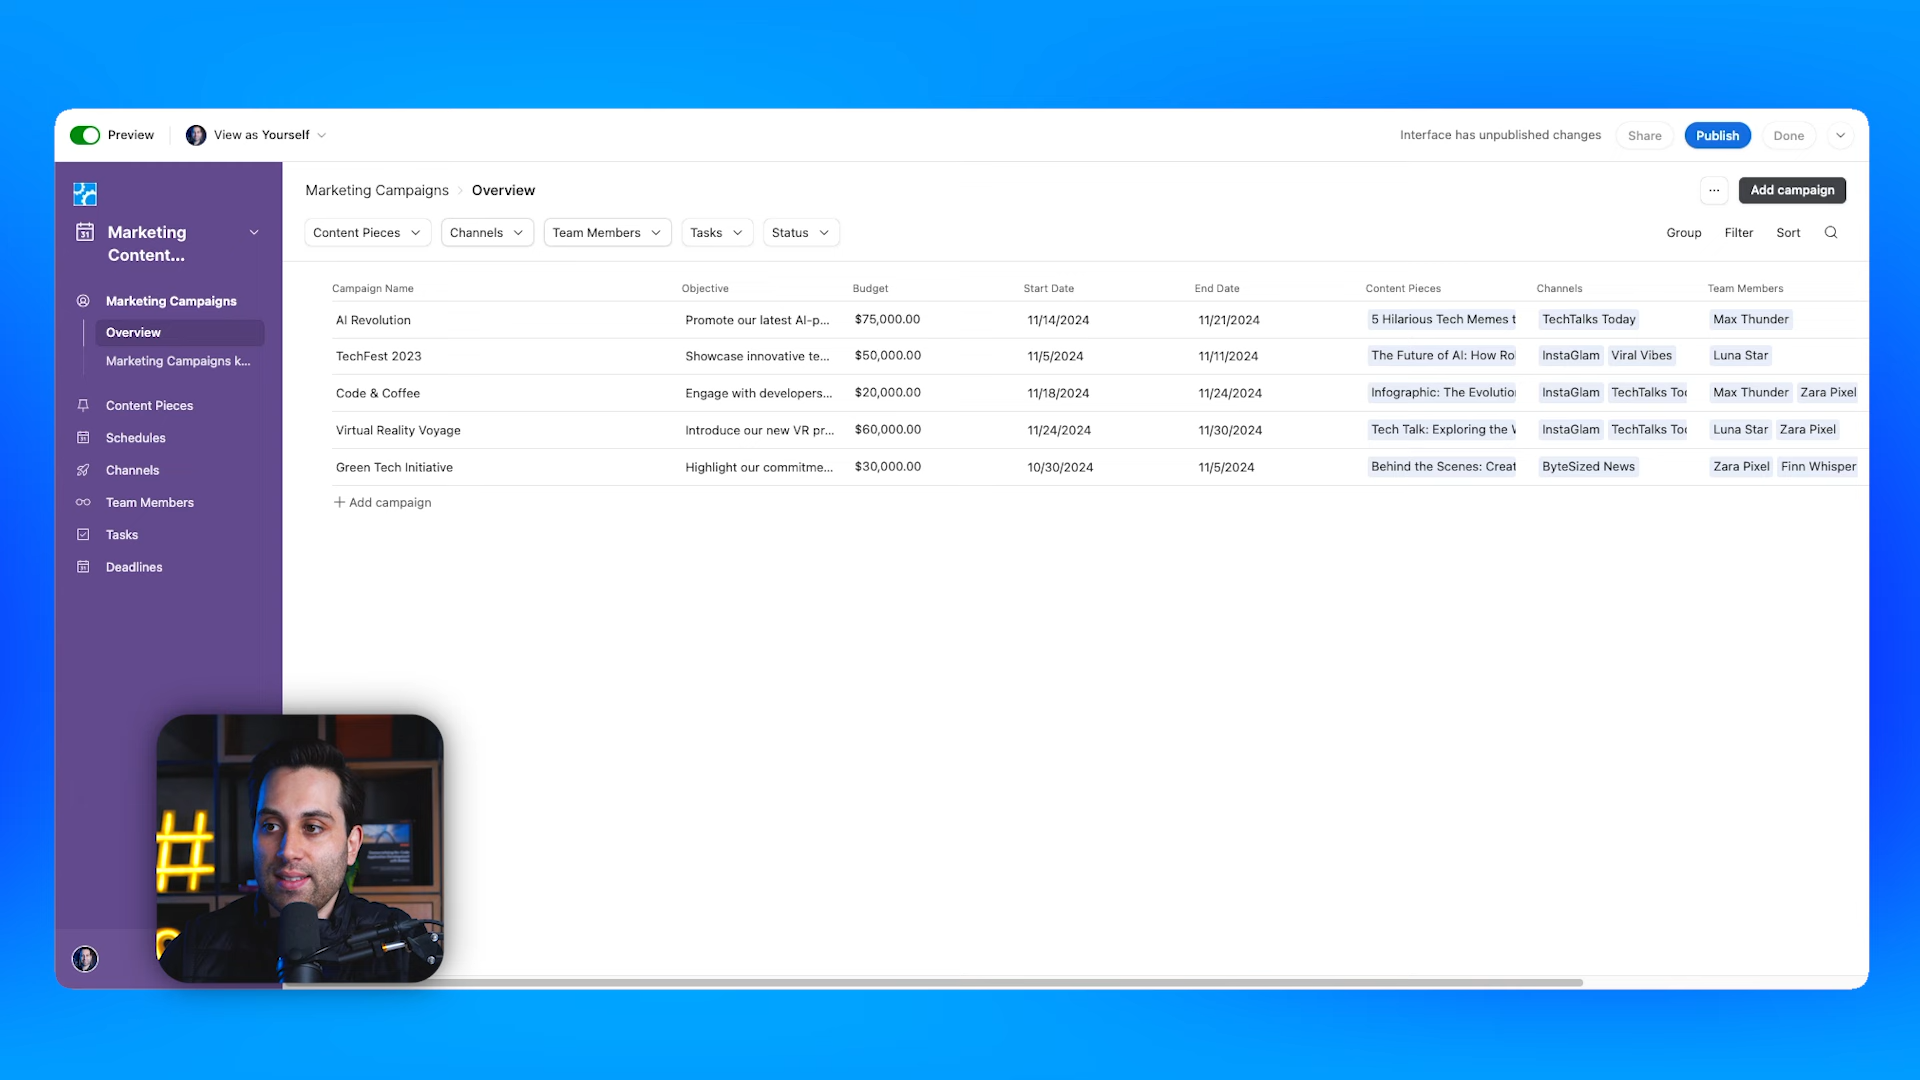 Preview
View as Yourself
Interface has unpublished changes
Share
Publish
Done
Marketing Content...
Marketing Campaigns
Overview
Marketing Campaigns k...
Content Pieces
Schedules
Channels
Team Members
Tasks
Deadlines
Marketing Campaigns > Overview
... Add campaign
Content Pieces Channels Team Members Tasks Status
Group Filter Sort
Campaign Name Objective Budget Start Date End Date Content Pieces Channels Team Members
AI Revolution Promote our latest AI-p... $75,000.00 11/14/2024 11/21/2024 5 Hilarious Tech Memes t TechTalks Today Max Thunder
TechFest 2023 Showcase innovative te... $50,000.00 11/5/2024 11/11/2024 The Future of AI: How Ro InstaGlam Viral Vibes Luna Star
Code & Coffee Engage with developers... $20,000.00 11/18/2024 11/24/2024 Infographic: The Evolution InstaGlam TechTalks To Max Thunder Zara Pixel
Virtual Reality Voyage Introduce our new VR pr... $60,000.00 11/24/2024 11/30/2024 Tech Talk: Exploring the InstaGlam TechTalks To Luna Star Zara Pixel
Green Tech Initiative Highlight our commitme... $30,000.00 10/30/2024 11/5/2024 Behind the Scenes: Creat ByteSized News Zara Pixel Finn Whisper
+ Add campaign
#